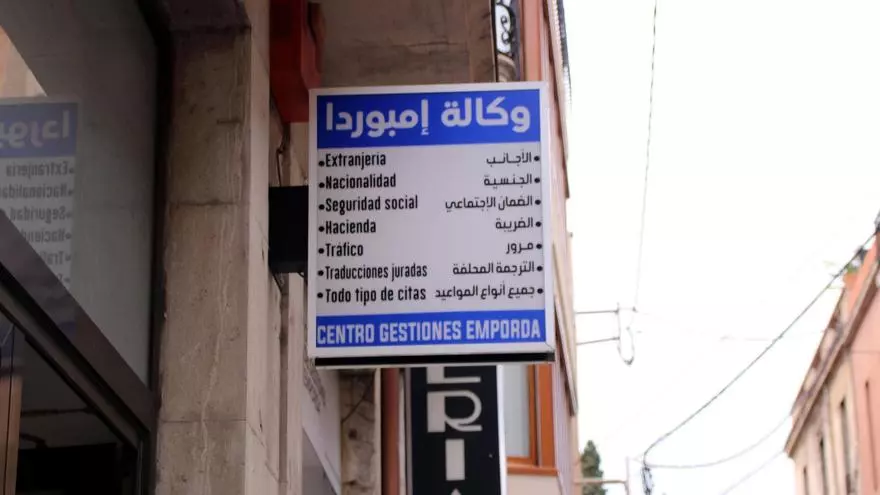 وكالة إمبوردا
•Extranjeria الأجانب•
•Nacionalidad الجنسية•
•Seguridad social الضمان الإجتماعي•
•Hacienda الضريبة•
•Tráfico مرور•
•Traducciones juradas الترجمة المحلفة•
•Todo tipo de citas جميع أنواع المواعيد•
CENTRO GESTIONES EMPORDA